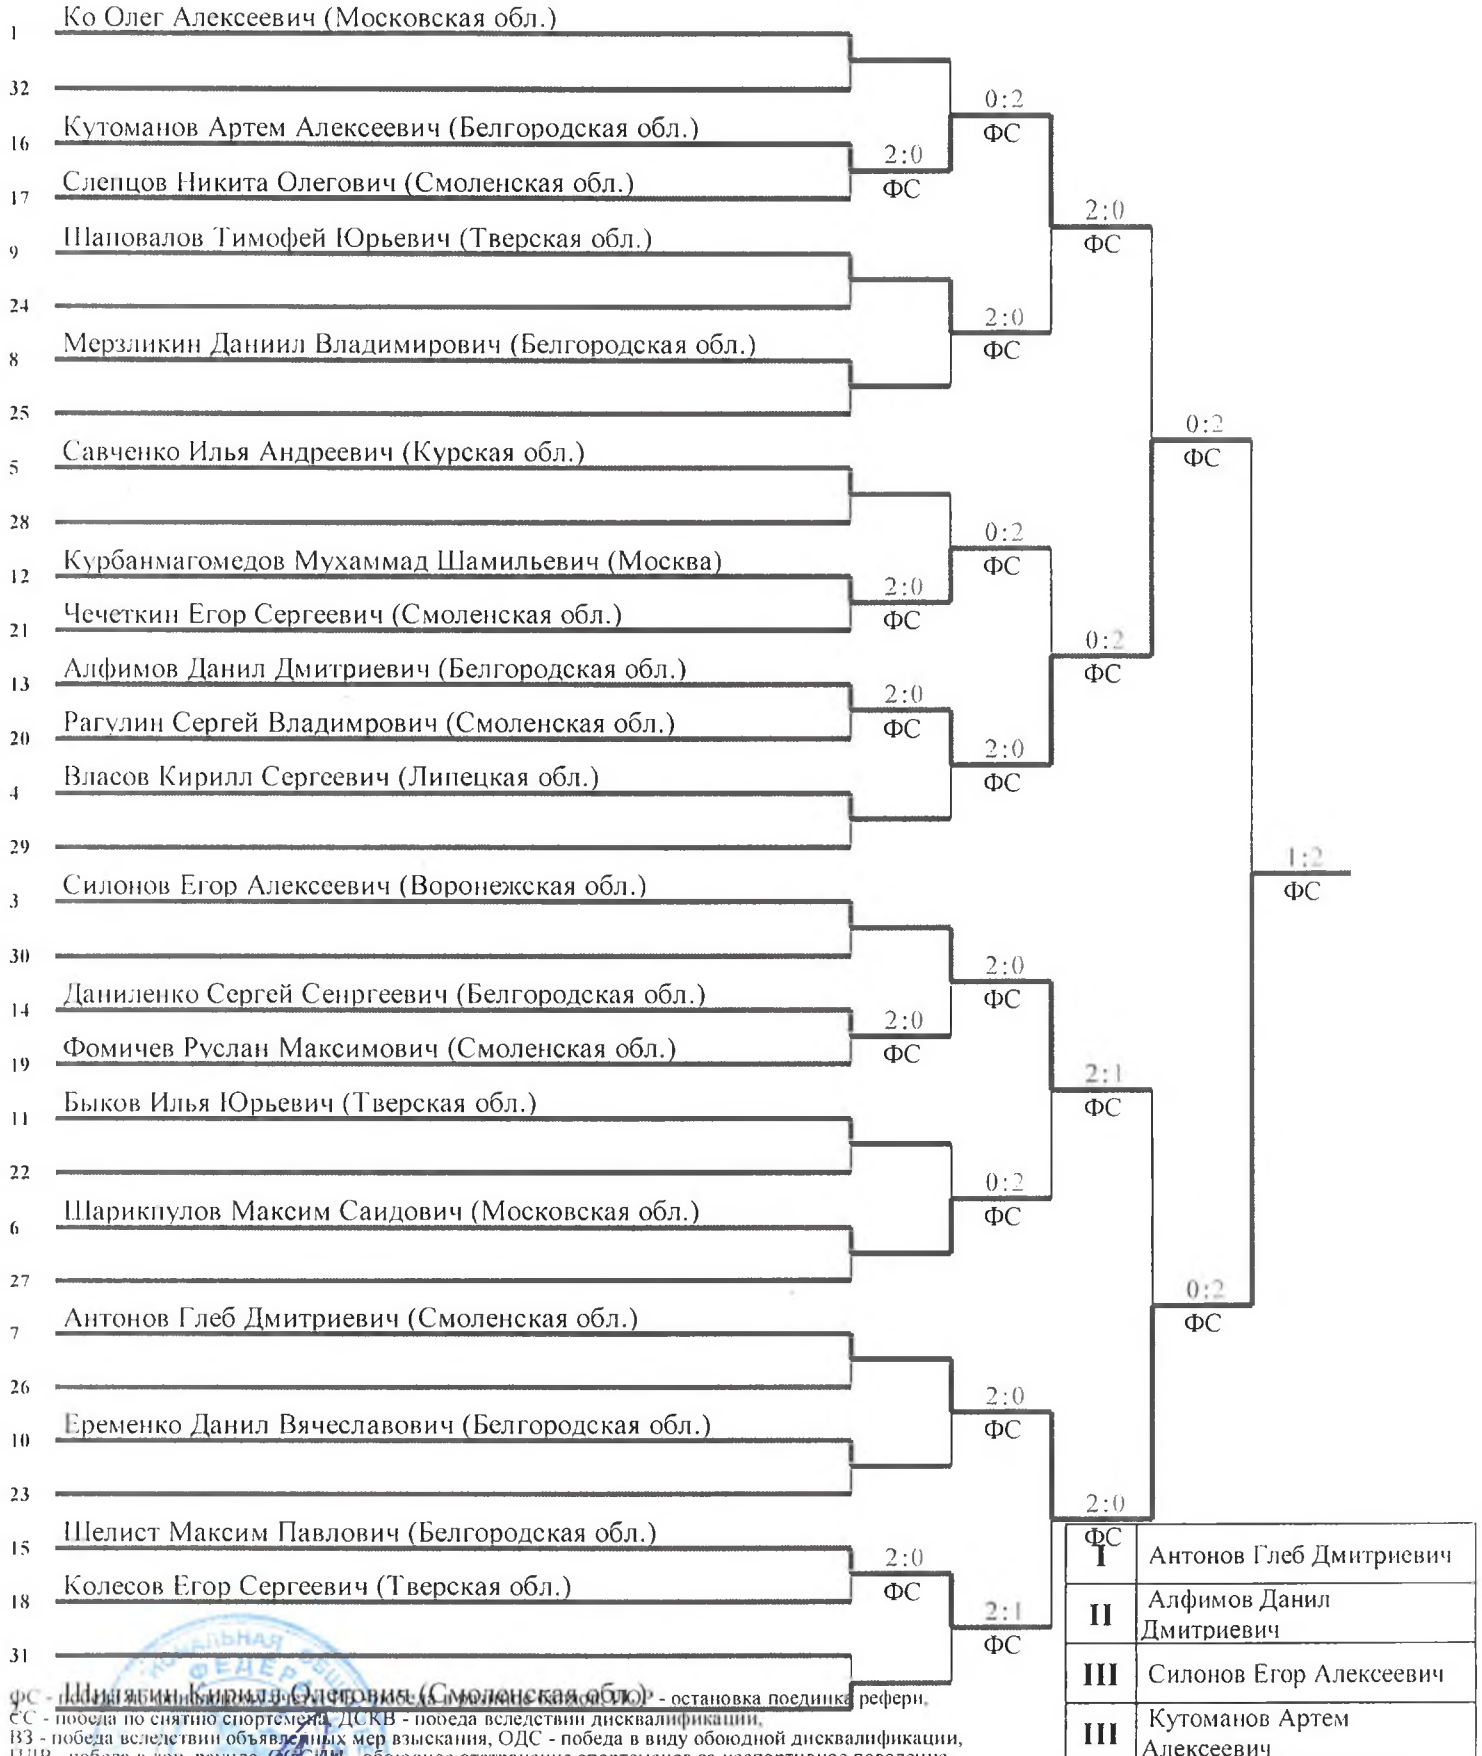 Ко Олег Алексеевич (Московская обл.)
1
32
0:2
ФС
Кутоманов Артем Алексеевич (Белгородская обл.)
16
2:0
ФС
Слепцов Никита Олегович (Смоленская обл.)
17
2:0
ФС
Шаповалов Тимофей Юрьевич (Тверская обл.)
9
24
2:0
ФС
Мерзликин Даниил Владимирович (Белгородская обл.)
8
25
0:2
ФС
Савченко Илья Андреевич (Курская обл.)
5
28
0:2
ФС
Курбанмагомедов Мухаммад Шамильевич (Москва)
12
2:0
ФС
Чечеткин Егор Сергеевич (Смоленская обл.)
21
0:2
ФС
Алфимов Данил Дмитриевич (Белгородская обл.)
13
2:0
ФС
Рагулин Сергей Владимрович (Смоленская обл.)
20
2:0
ФС
Власов Кирилл Сергеевич (Липецкая обл.)
4
29
1:2
ФС
Силонов Егор Алексеевич (Воронежская обл.)
3
30
2:0
ФС
Даниленко Сергей Сенргеевич (Белгородская обл.)
14
2:0
ФС
Фомичев Руслан Максимович (Смоленская обл.)
19
2:1
ФС
Быков Илья Юрьевич (Тверская обл.)
11
22
0:2
ФС
Шарикпулов Максим Саидович (Московская обл.)
6
27
0:2
ФС
Антонов Глеб Дмитриевич (Смоленская обл.)
7
26
2:0
ФС
Еременко Данил Вячеславович (Белгородская обл.)
10
23
2:0
ФС
Шелист Максим Павлович (Белгородская обл.)
15
2:0
ФС
Колесов Егор Сергеевич (Тверская обл.)
18
2:1
ФС
31
Шинягин Кирилл Олегович (Смоленская обл.)
I Антонов Глеб Дмитриевич
II Алфимов Данил
Дмитриевич
III Силонов Егор Алексеевич
III Кутоманов Артем
Алексеевич
ФС - остановка поединка рефери,
СС - победа по снятию спортсмена, ДСКВ - победа вследствии дисквалификации,
ВЗ - победа вследствии объявленных мер взыскания, ОДС - победа в виду обоюдной дисквалификации,